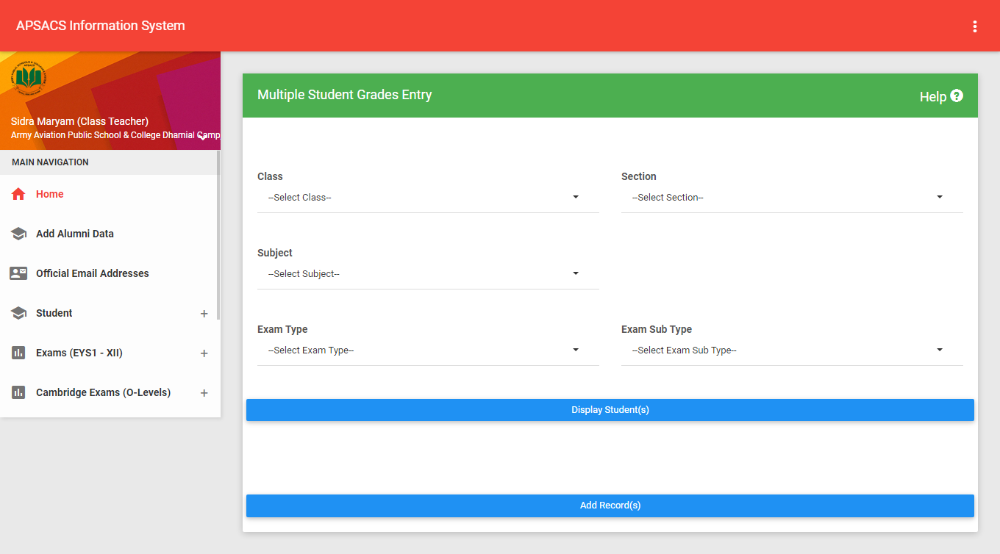 APSACS Information System
Sidra Maryam (Class Teacher)
Army Aviation Public School & College Dhamial Camp
MAIN NAVIGATION
Home
Add Alumni Data
Official Email Addresses
Student +
Exams (EYS1 - XII) +
Cambridge Exams (O-Levels) +
Multiple Student Grades Entry
Help ?
Class
--Select Class--
Section
--Select Section--
Subject
--Select Subject--
Exam Type
--Select Exam Type--
Exam Sub Type
--Select Exam Sub Type--
Display Student(s)
Add Record(s)